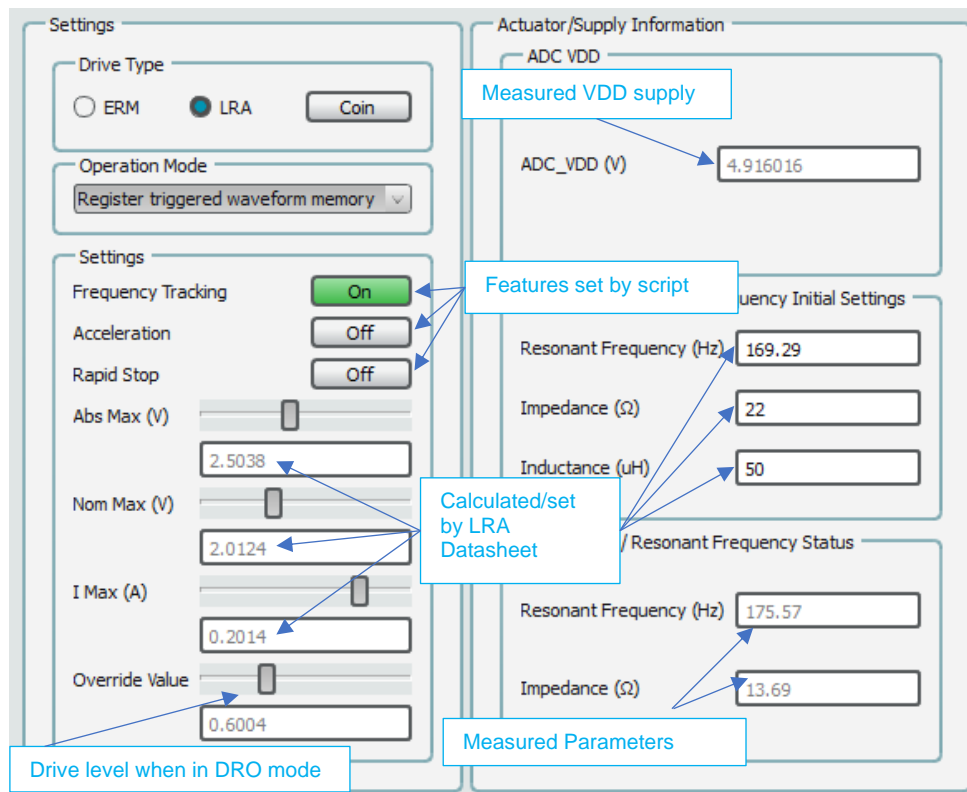 Settings
Drive Type
ERM
LRA
Coin
Operation Mode
Register triggered waveform memory
Settings
Frequency Tracking
On
Acceleration
Off
Rapid Stop
Off
Abs Max (V)
2.5038
Nom Max (V)
2.0124
I Max (A)
0.2014
Override Value
0.6004
Drive level when in DRO mode
Actuator/Supply Information
ADC VDD
Measured VDD supply
ADC_VDD (V)
4.916016
Features set by script
Initial Settings
Resonant Frequency (Hz)
169.29
Impedance (Ω)
22
Inductance (uH)
50
Calculated/set
by LRA
Datasheet
/ Resonant Frequency Status
Resonant Frequency (Hz)
175.57
Impedance (Ω)
13.69
Measured Parameters